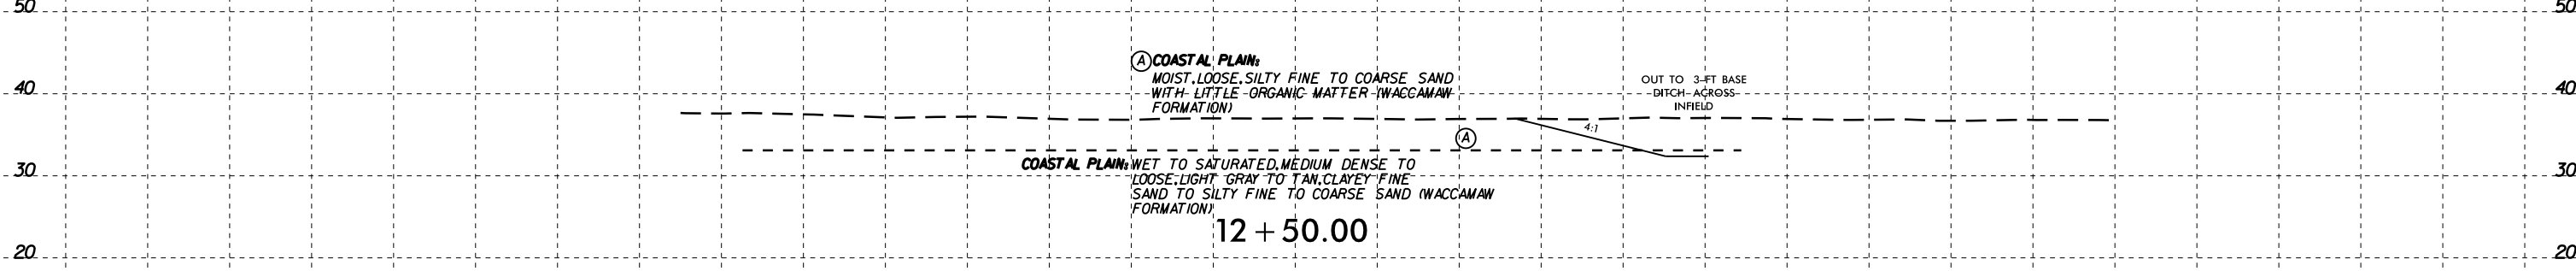 50 50
Ⓐ COASTAL PLAIN:
MOIST, LOOSE, SILTY FINE TO COARSE SAND
WITH LITTLE ORGANIC MATTER (WACCAMAW
FORMATION)
OUT TO 3-FT BASE
DITCH ACROSS
INFIELD
40 40
4:1
Ⓐ
COASTAL PLAIN: WET TO SATURATED, MEDIUM DENSE TO
LOOSE, LIGHT GRAY TO TAN, CLAYEY FINE
SAND TO SILTY FINE TO COARSE SAND (WACCAMAW
FORMATION)
30 30
12+50.00
20 20